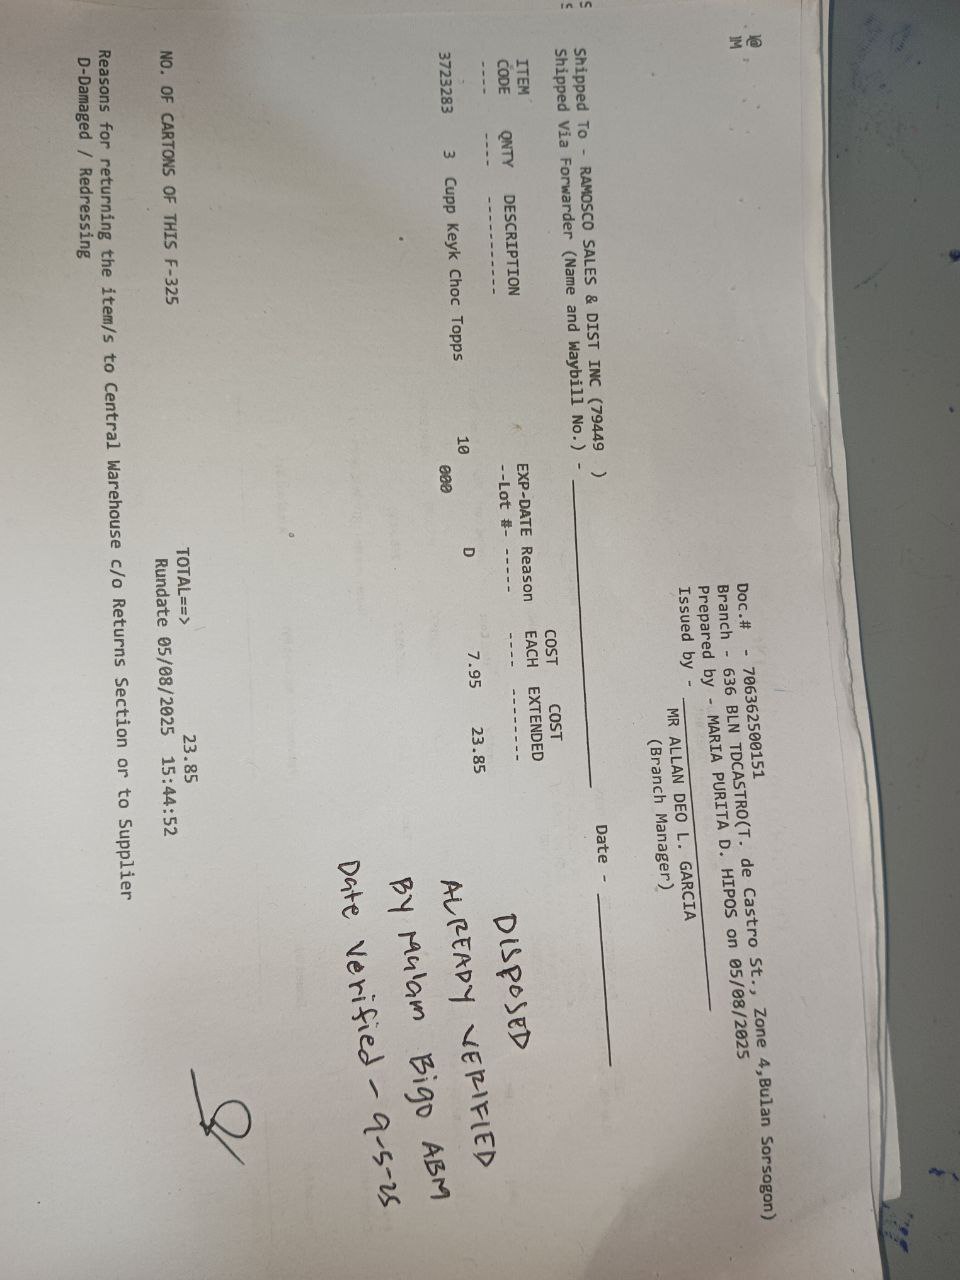 Doc.# - 706362500151
Branch - 636 BLN TDCASTRO(T. de Castro St., Zone 4,Bulan Sorsogon)
Prepared by - MARIA PURITA D. HIPOS on 05/08/2025
Issued by -
MR ALLAN DEO L. GARCIA
(Branch Manager)
Shipped To - RAMOSCO SALES & DIST INC (79449 )
Shipped Via Forwarder (Name and Waybill No.) - Date -
ITEM EXP-DATE Reason COST COST
CODE QNTY DESCRIPTION --Lot #- EACH EXTENDED
---- ---- ----------- ----- ---- --------
3723283 3 Cupp Keyk Choc Topps 10 D 7.95 23.85
000
DISPOSED
ALREADY VERIFIED
BY Malam Bigo ABM
Date Verified - 9-5-25
TOTAL==> 23.85
NO. OF CARTONS OF THIS F-325 Rundate 05/08/2025 15:44:52
Reasons for returning the item/s to Central Warehouse c/o Returns Section or to Supplier
D-Damaged / Redressing